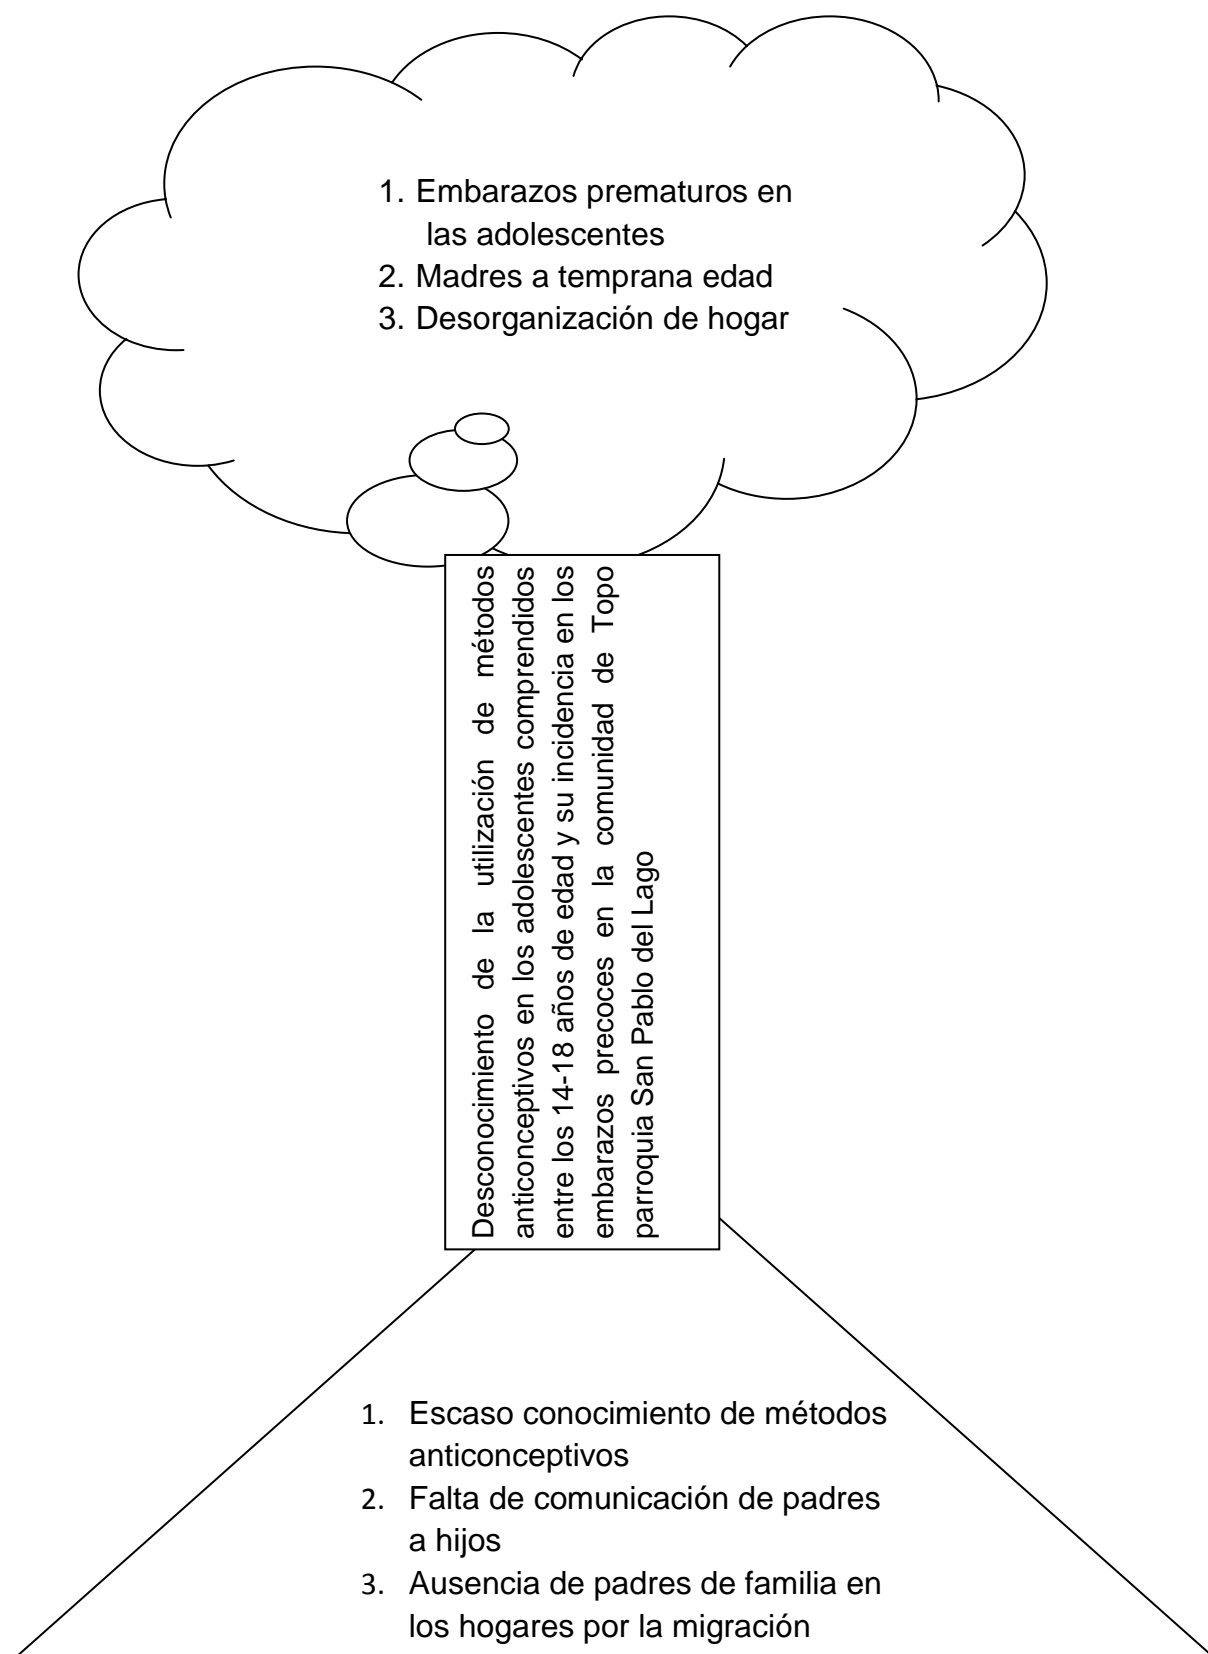 1. Embarazos prematuros en
las adolescentes
2. Madres a temprana edad
3. Desorganización de hogar
Desconocimiento de la utilización de métodos
anticonceptivos en los adolescentes comprendidos
entre los 14-18 años de edad y su incidencia en los
embarazos precoces en la comunidad de Topo
parroquia San Pablo del Lago
1. Escaso conocimiento de métodos
anticonceptivos
2. Falta de comunicación de padres
a hijos
3. Ausencia de padres de familia en
los hogares por la migración